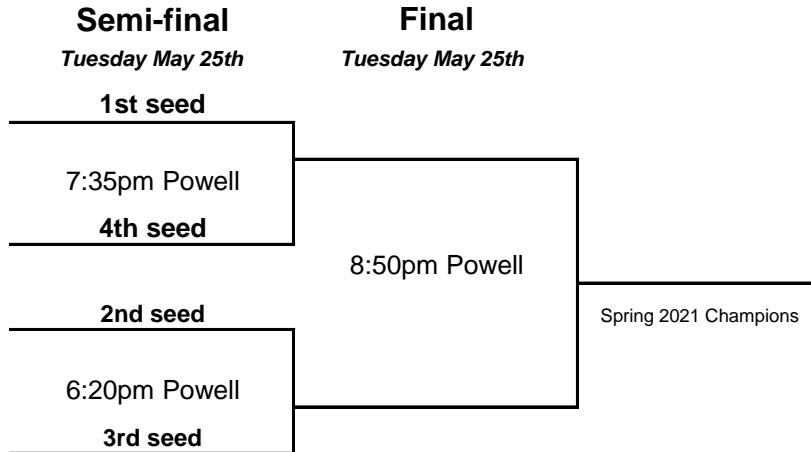 Semi-final
Final
Tuesday May 25th
Tuesday May 25th
1st seed
7:35pm Powell
4th seed
8:50pm Powell
2nd seed
Spring 2021 Champions
6:20pm Powell
3rd seed